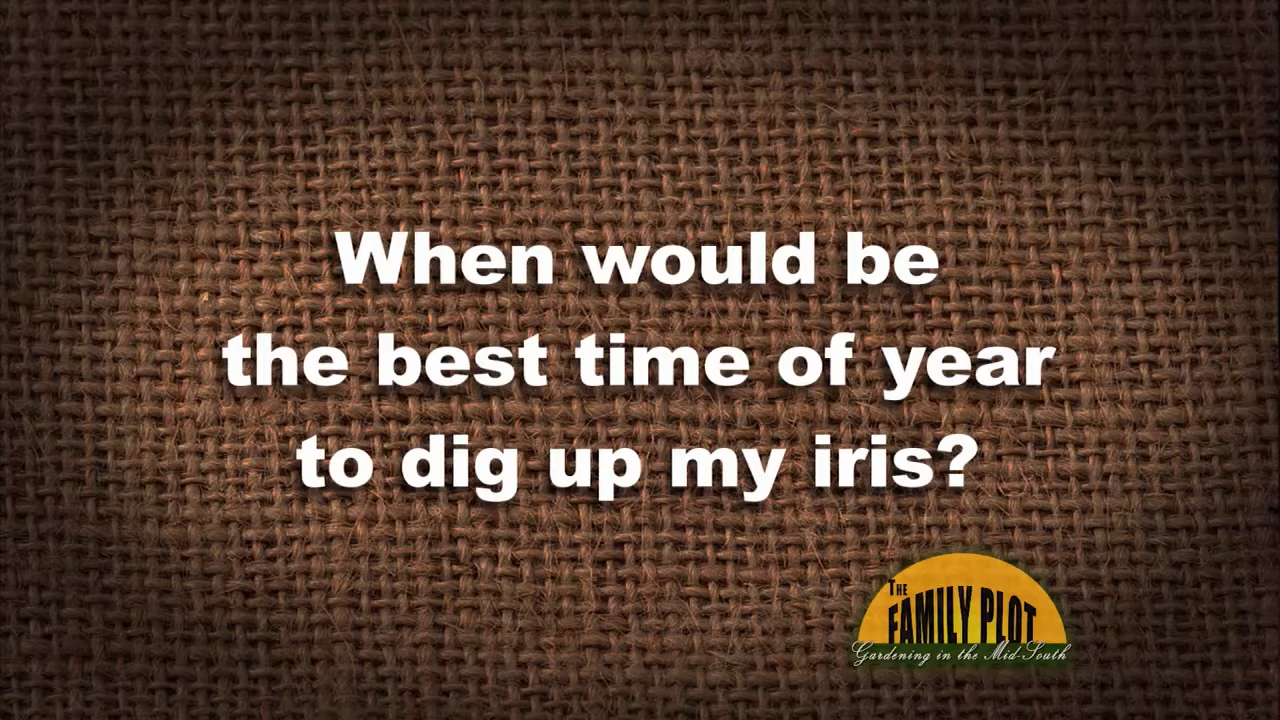 When would be
the best time of year
to dig up my iris?
THE
FAMILY PLOT
Gardening in the Mid-South